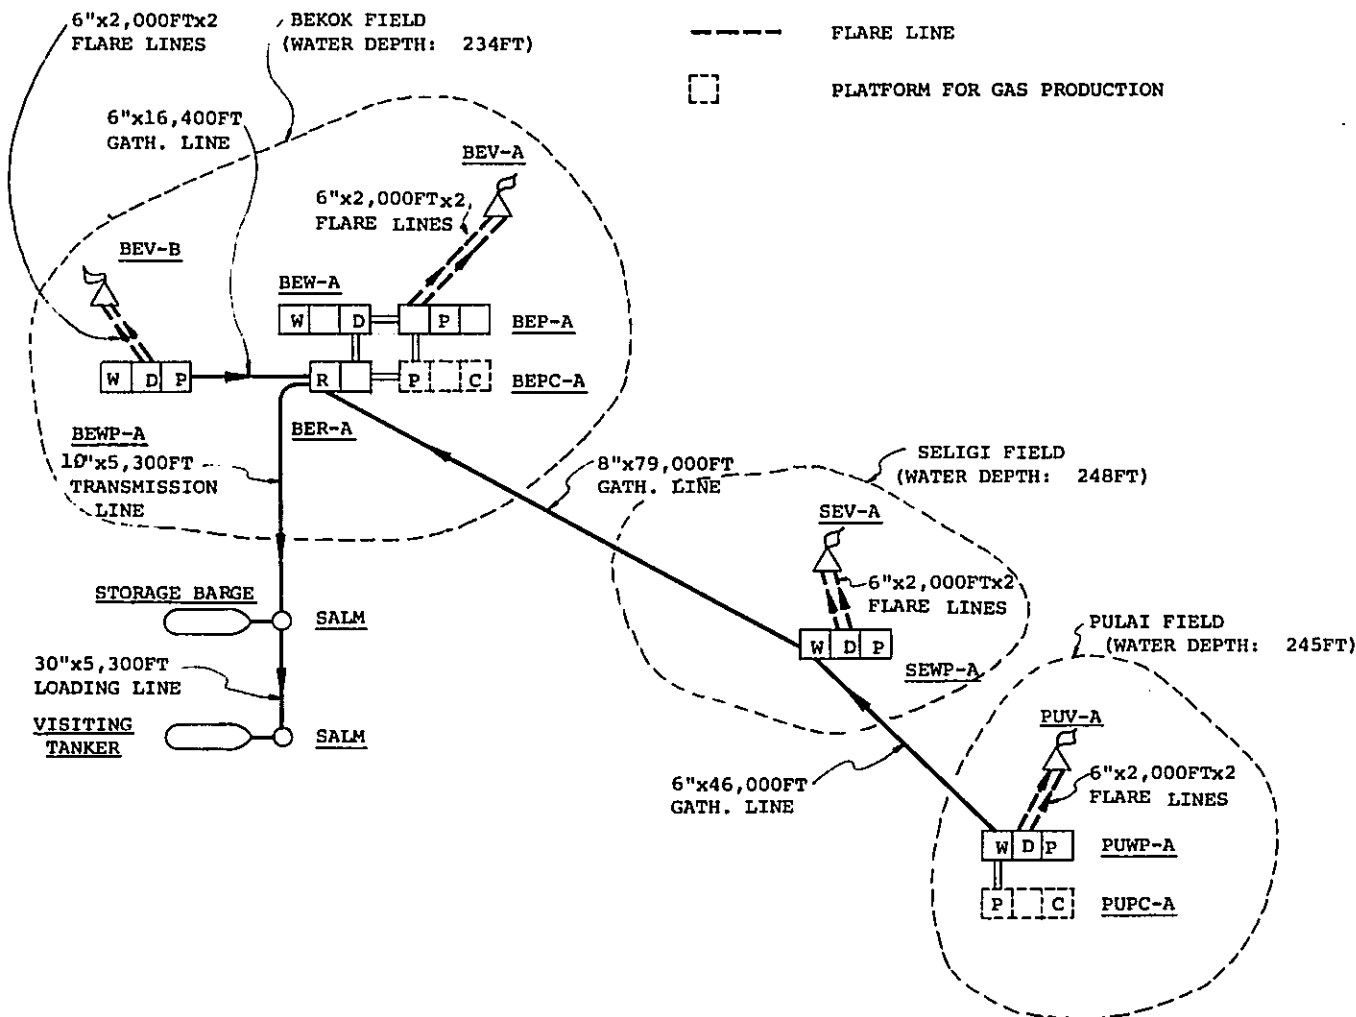 6"x2,000FTx2
FLARE LINES
BEKOK FIELD
(WATER DEPTH: 234FT)
FLARE LINE
PLATFORM FOR GAS PRODUCTION
6"x16,400FT
GATH. LINE
BEV-A
6"x2,000FTx2
FLARE LINES
BEV-B
BEW-A
W D P
BEP-A
W D P
R P C
BEPC-A
BEWP-A
BER-A
10"x5,300FT
TRANSMISSION
LINE
8"x79,000FT
GATH. LINE
SELIGI FIELD
(WATER DEPTH: 248FT)
SEV-A
6"x2,000FTx2
FLARE LINES
STORAGE BARGE
SALM
W D P
SEWP-A
PULAI FIELD
(WATER DEPTH: 245FT)
30"x5,300FT
LOADING LINE
VISITING
TANKER
SALM
PUV-A
6"x2,000FTx2
FLARE LINES
6"x46,000FT
GATH. LINE
W D P
PUWP-A
P C
PUPC-A